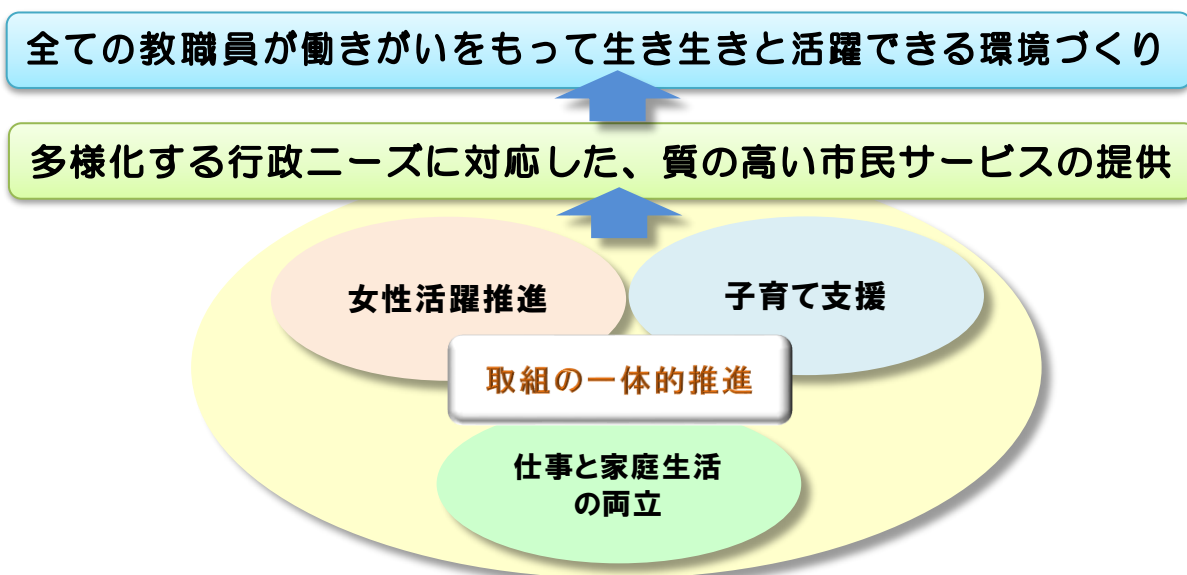 全ての教職員が働きがいをもって生き生きと活躍できる環境づくり
多様化する行政ニーズに対応した、質の高い市民サービスの提供
女性活躍推進
子育て支援
取組の一体的推進
仕事と家庭生活
の両立